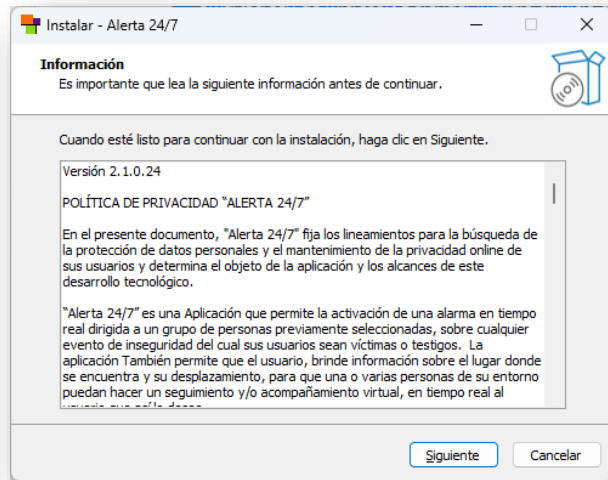 Instalar - Alerta 24/7
Información
Es importante que lea la siguiente información antes de continuar.
Cuando esté listo para continuar con la instalación, haga clic en Siguiente.
Versión 2.1.0.24
POLÍTICA DE PRIVACIDAD “ALERTA 24/7”
En el presente documento, "Alerta 24/7" fija los lineamientos para la búsqueda de
la protección de datos personales y el mantenimiento de la privacidad online de
sus usuarios y determina el objeto de la aplicación y los alcances de este
desarrollo tecnológico.
“Alerta 24/7” es una Aplicación que permite la activación de una alarma en tiempo
real dirigida a un grupo de personas previamente seleccionadas, sobre cualquier
evento de inseguridad del cual sus usuarios sean víctimas o testigos.  La
aplicación También permite que el usuario, brinde información sobre el lugar donde
se encuentra y su desplazamiento, para que una o varias personas de su entorno
puedan hacer un seguimiento y/o acompañamiento virtual, en tiempo real al
Siguiente
Cancelar